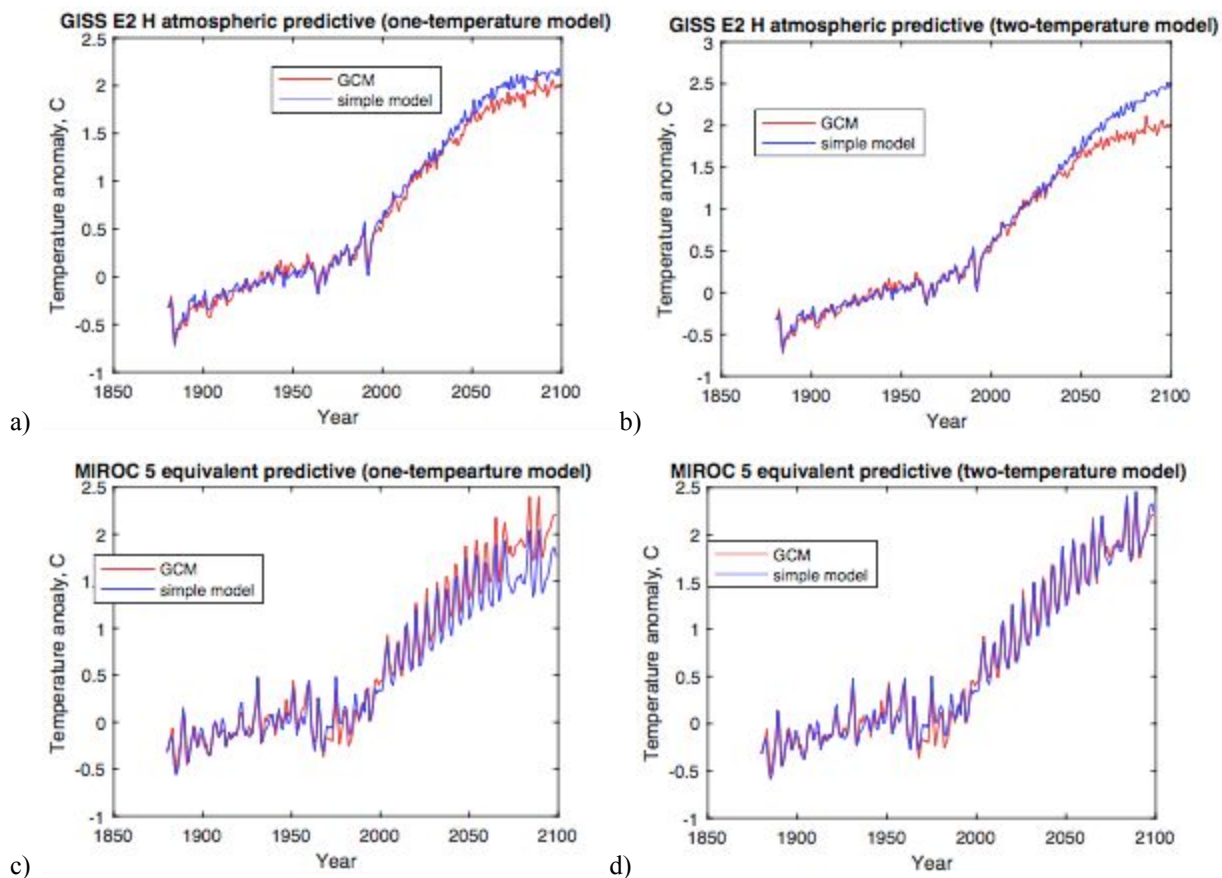 GISS E2 H atmospheric predictive (one-temperature model)
2.5
2
1.5
1
0.5
0
-0.5
-1
Temperature anomaly, C
GCM
simple model
1850 1900 1950 2000 2050 2100
Year
a)
GISS E2 H atmospheric predictive (two-temperature model)
3
2.5
2
1.5
1
0.5
0
-0.5
-1
Temperature anomaly, C
GCM
simple model
1850 1900 1950 2000 2050 2100
Year
b)
MIROC 5 equivalent predictive (one-tempearture model)
2.5
2
1
0.5
0
-0.5
-1
Temperature anoaly, C
GCM
simple model
1850 1900 1950 2000 2050 2100
Year
c)
MIROC 5 equivalent predictive (two-temperature model)
2.5
2
1
0.5
0
-0.5
-1
Temperature anomaly, C
GCM
simple model
1850 1900 1950 2000 2050 2100
Year
d)